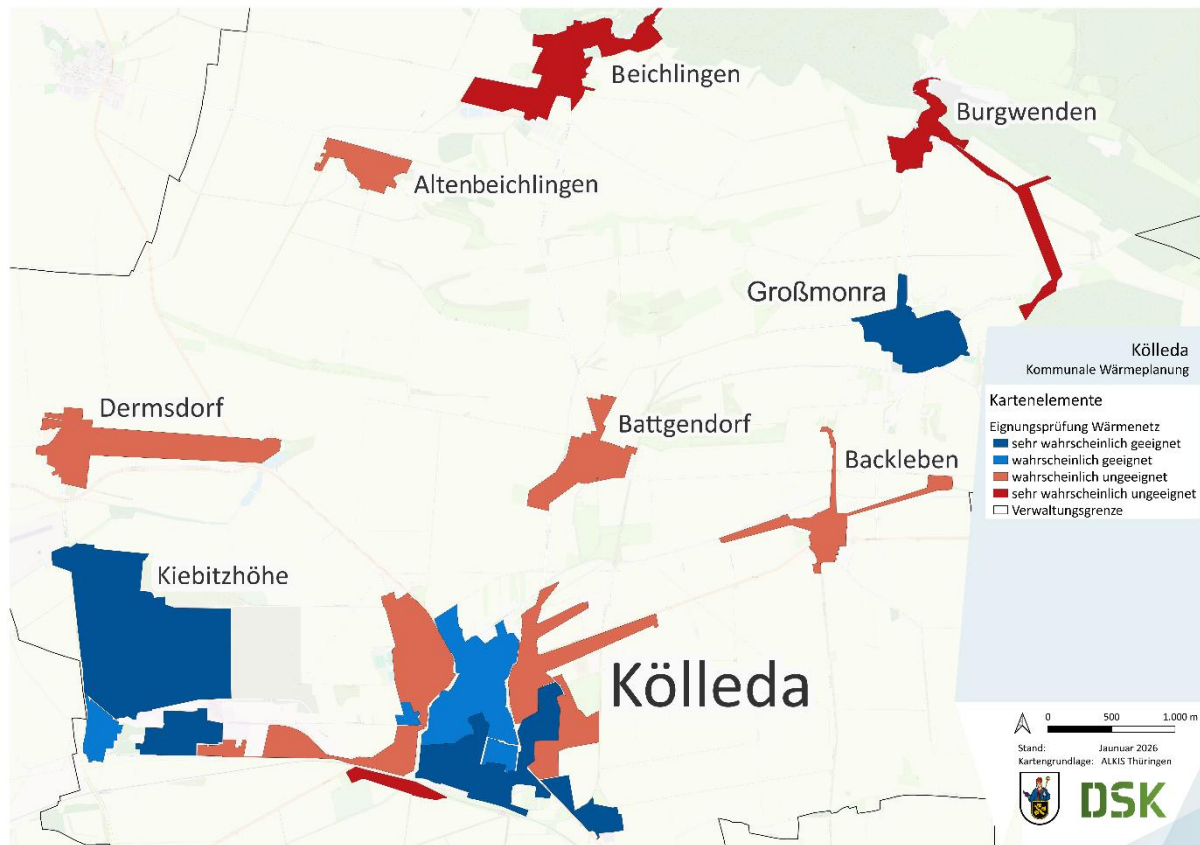 Beichlingen
Burgwenden
Altenbeichlingen
Großmonra
Kölleda
Kommunale Wärmeplanung
Kartenelemente
Eignungsprüfung Wärmenetz
sehr wahrscheinlich geeignet
wahrscheinlich geeignet
wahrscheinlich ungeeignet
sehr wahrscheinlich ungeeignet
Verwaltungsgrenze
Dermsdorf
Battgendorf
Backleben
Kiebitzhöhe
Kölleda
0 500 1.000 m
Stand: Jaunuar 2026
Kartengrundlage: ALKIS Thüringen
DSK